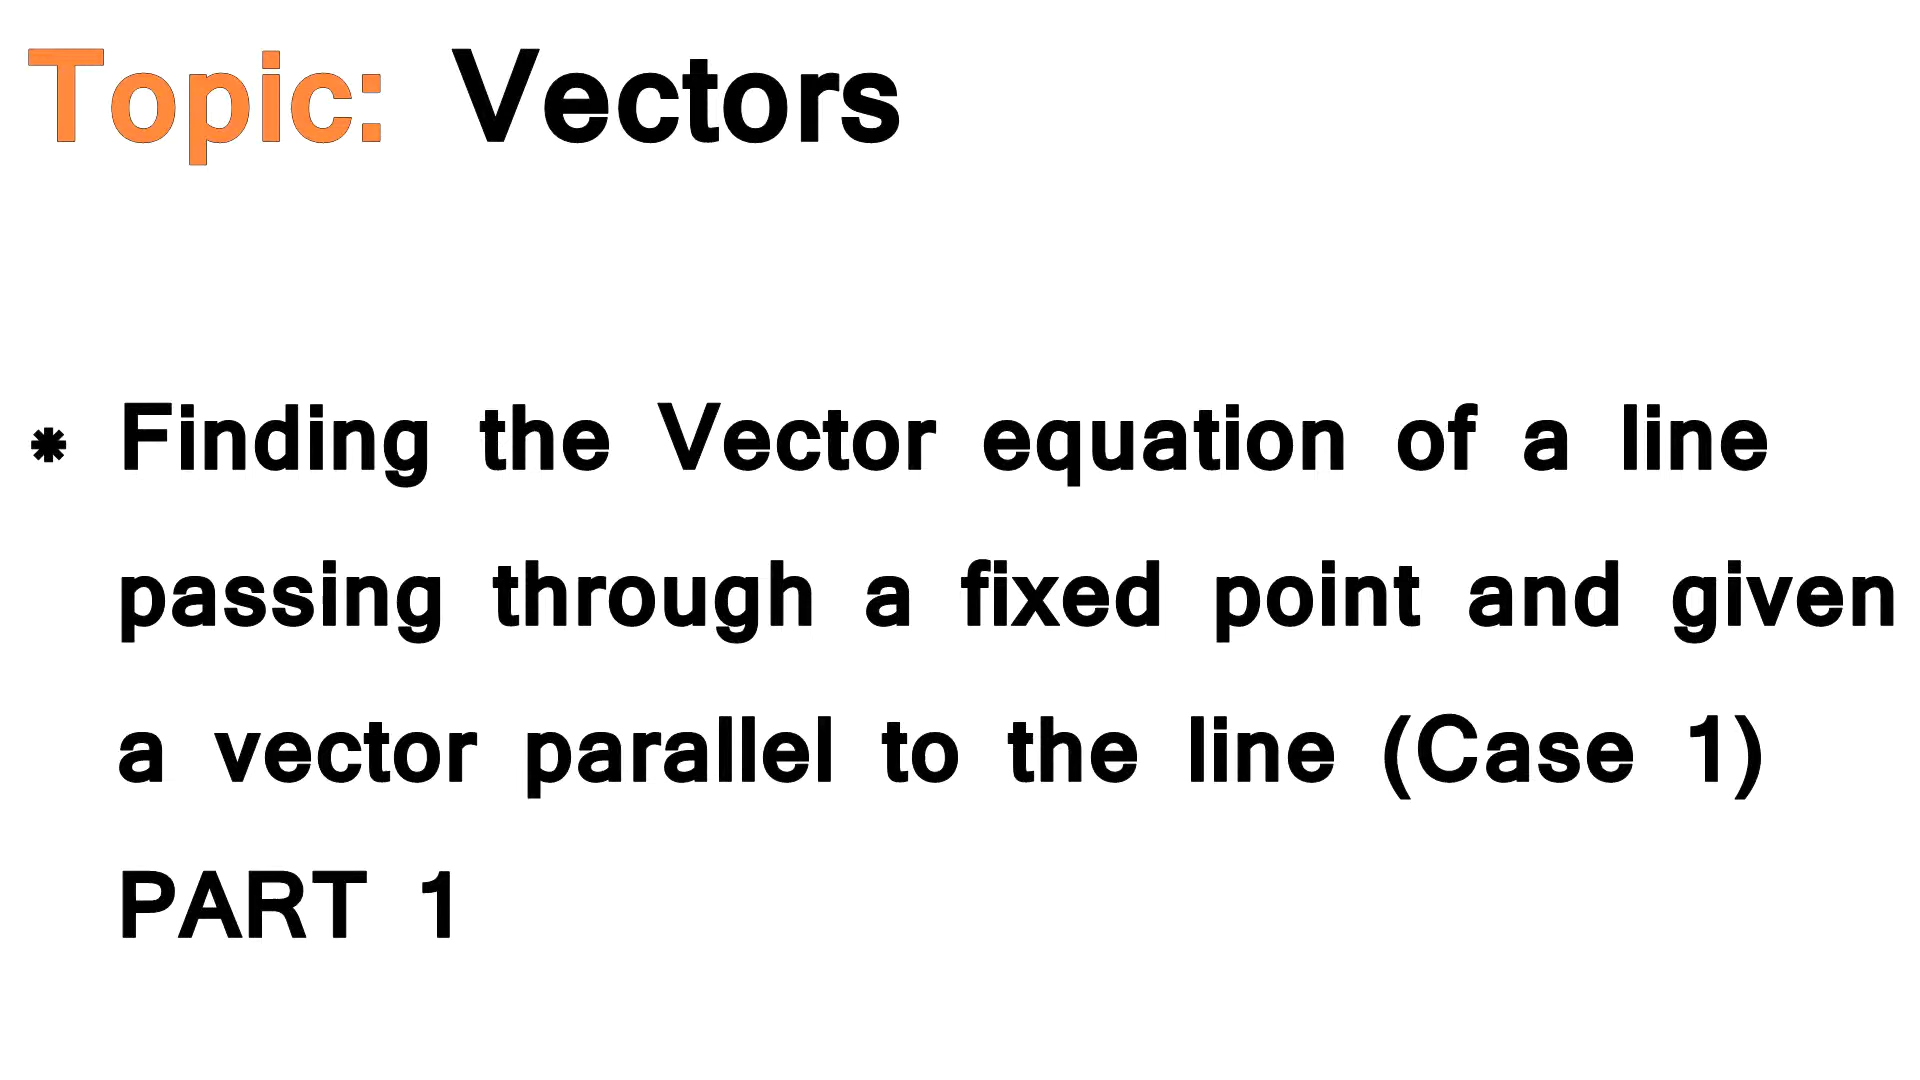 Topic: Vectors
* Finding the Vector equation of a line
passing through a fixed point and given
a vector parallel to the line (Case 1)
PART 1